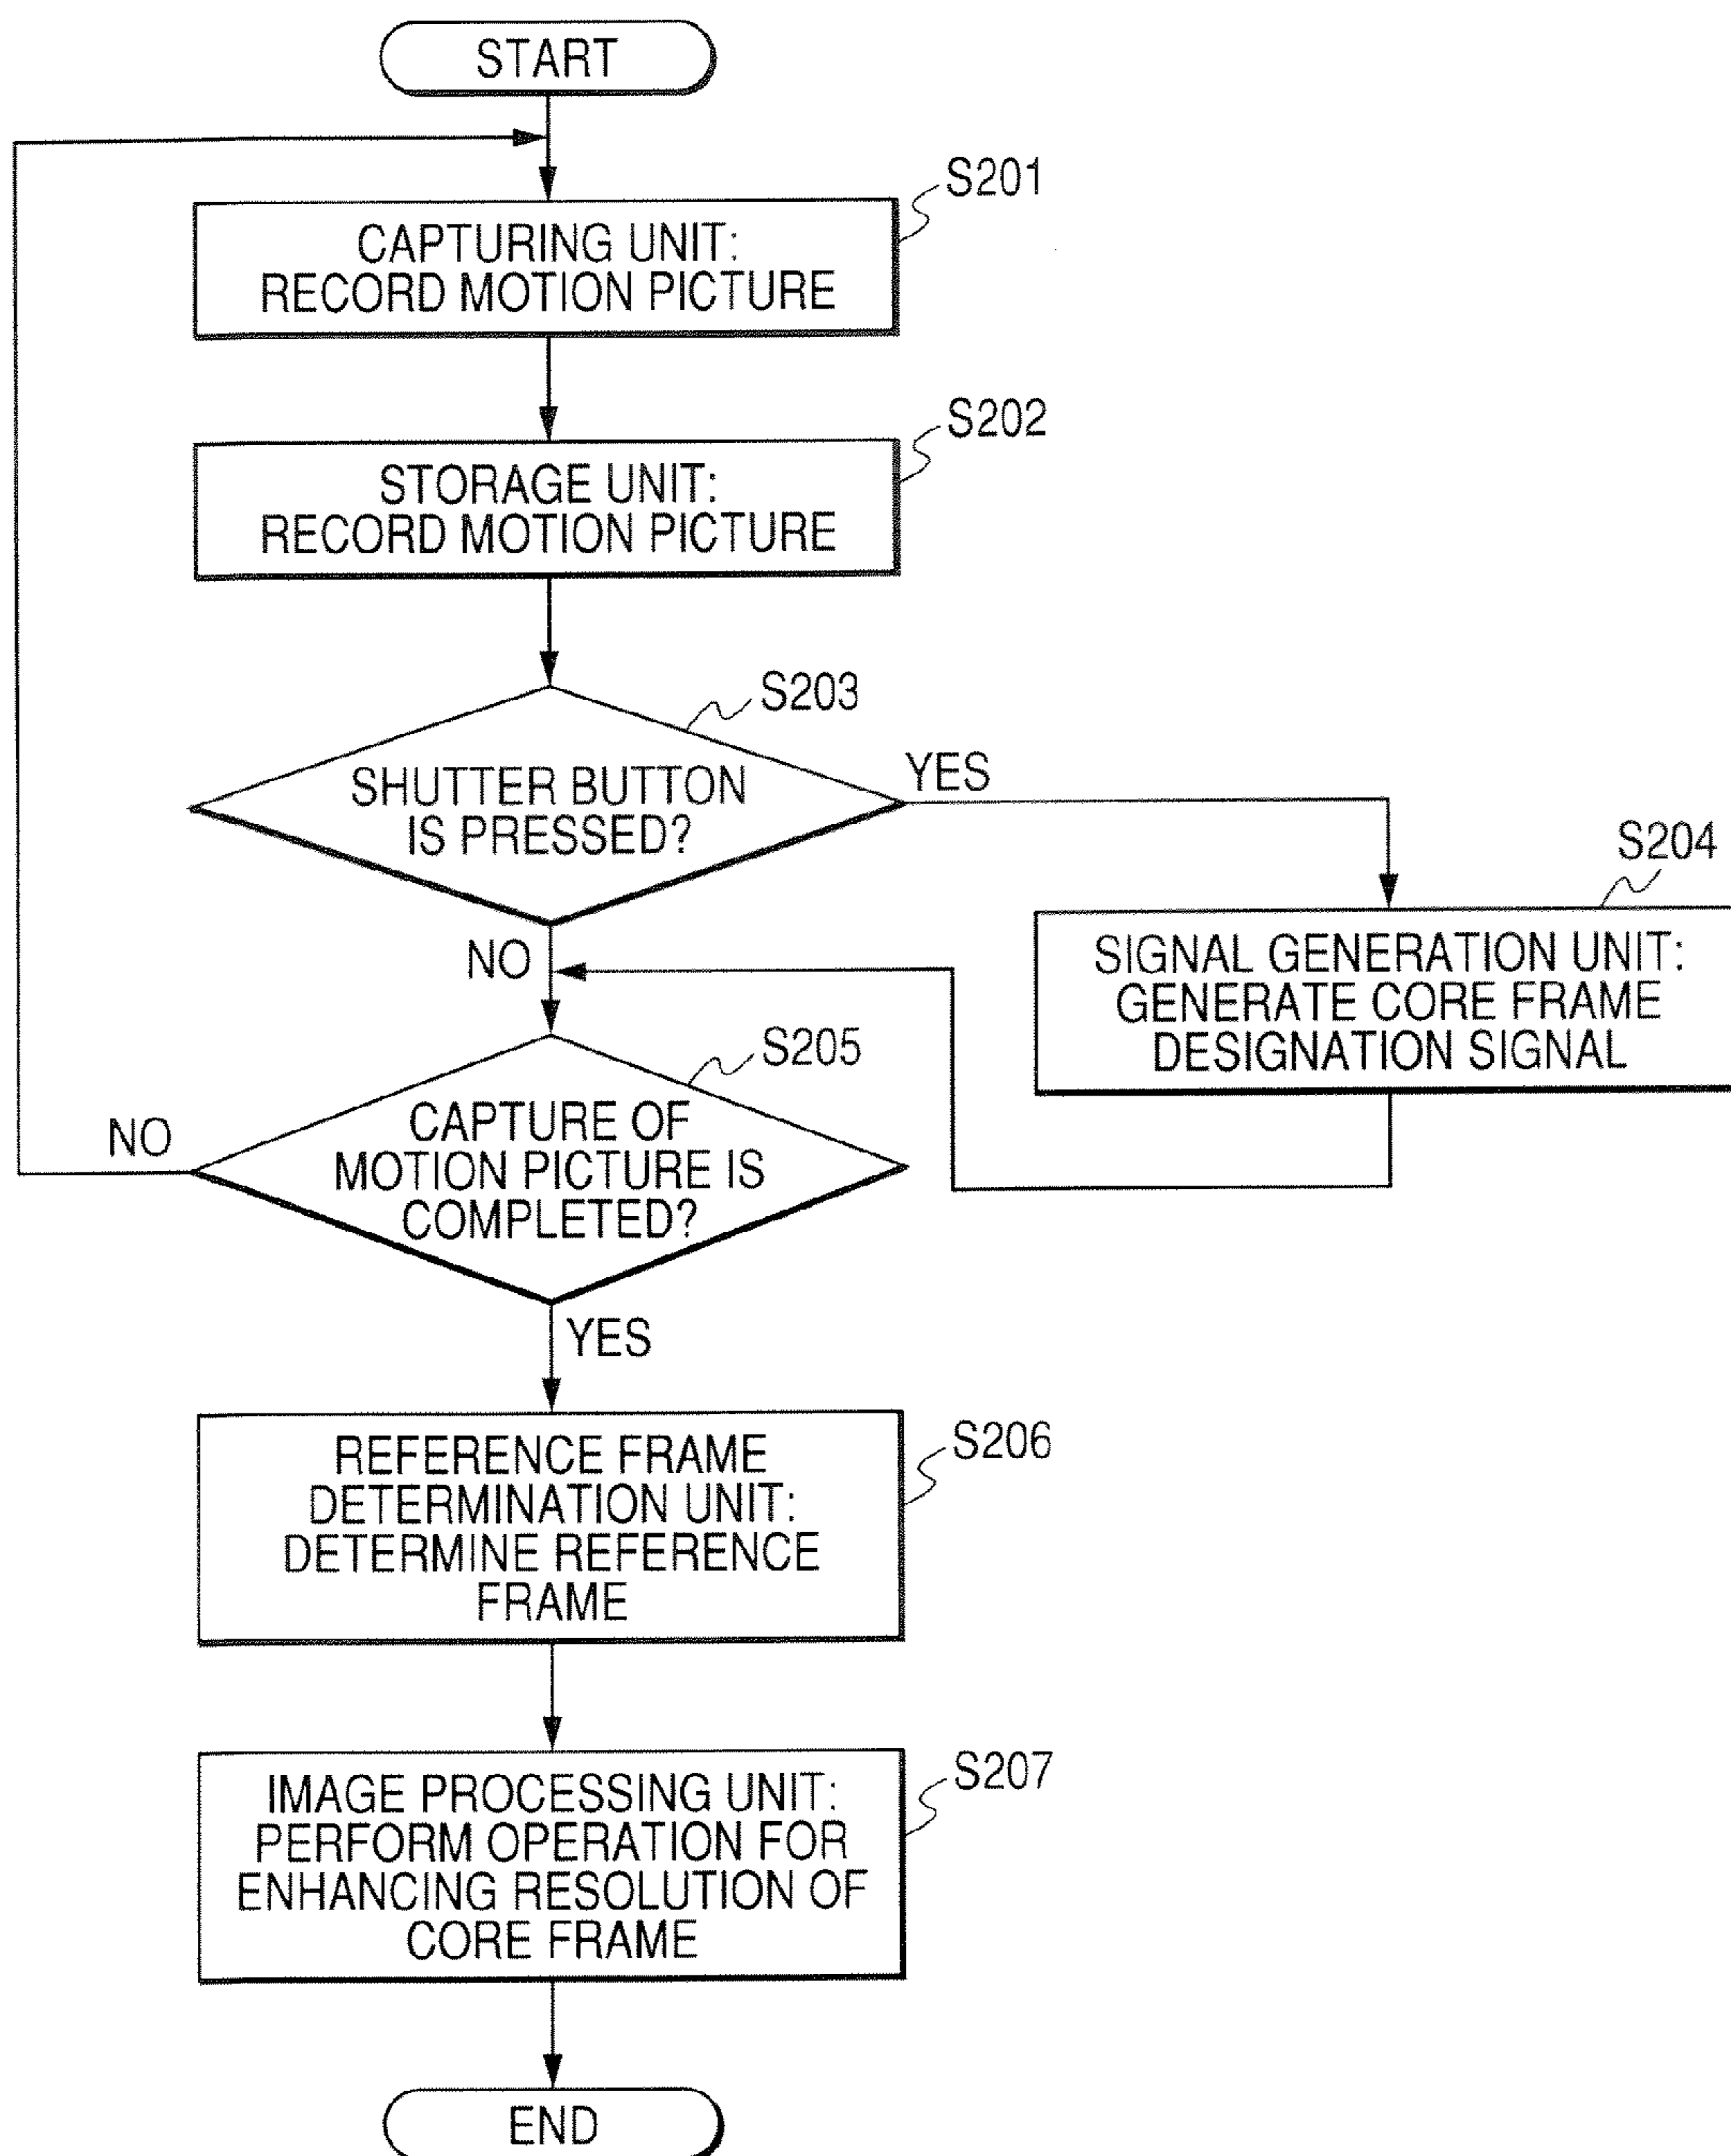 START
S201
CAPTURING UNIT:
RECORD MOTION PICTURE
S202
STORAGE UNIT:
RECORD MOTION PICTURE
S203
SHUTTER BUTTON
IS PRESSED?
YES
NO
S204
SIGNAL GENERATION UNIT:
GENERATE CORE FRAME
DESIGNATION SIGNAL
S205
CAPTURE OF
MOTION PICTURE IS
COMPLETED?
NO
YES
S206
REFERENCE FRAME
DETERMINATION UNIT:
DETERMINE REFERENCE
FRAME
S207
IMAGE PROCESSING UNIT:
PERFORM OPERATION FOR
ENHANCING RESOLUTION OF
CORE FRAME
END